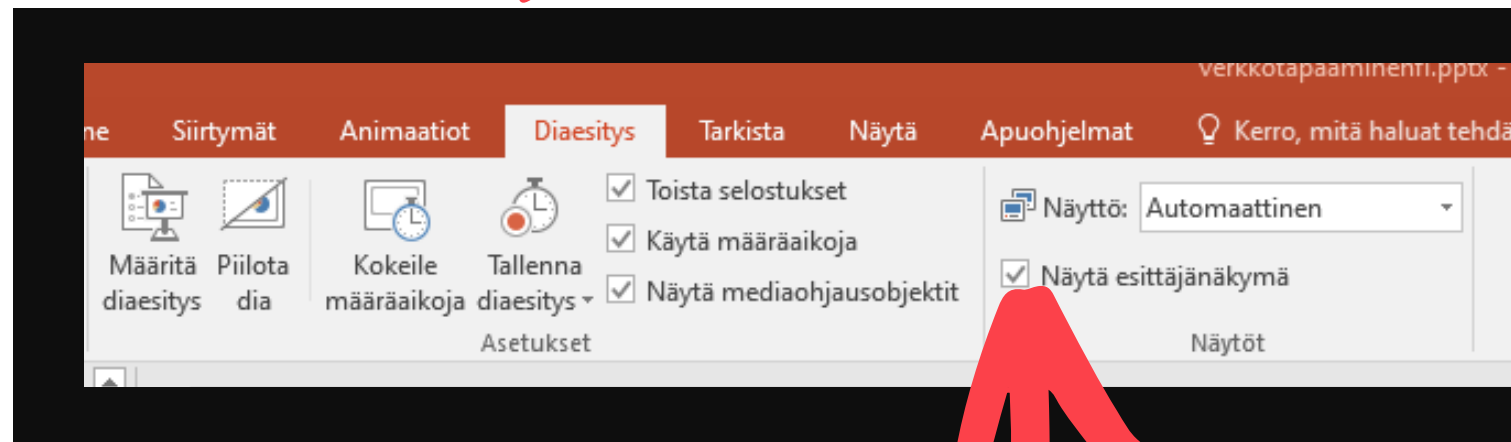 verkkotapaaminenfi.pptx -
ne Siirtymät Animaatiot Diaesitys Tarkista Näytä Apuohjelmat Kerro, mitä haluat tehdä
Määritä diaesitys
Piilota dia
Kokeile määräaikoja
Tallenna diaesitys
Toista selostukset
Käytä määräaikoja
Näytä mediaohjausobjektit
Asetukset
Näyttö: Automaattinen
Näytä esittäjänäkymä
Näytöt